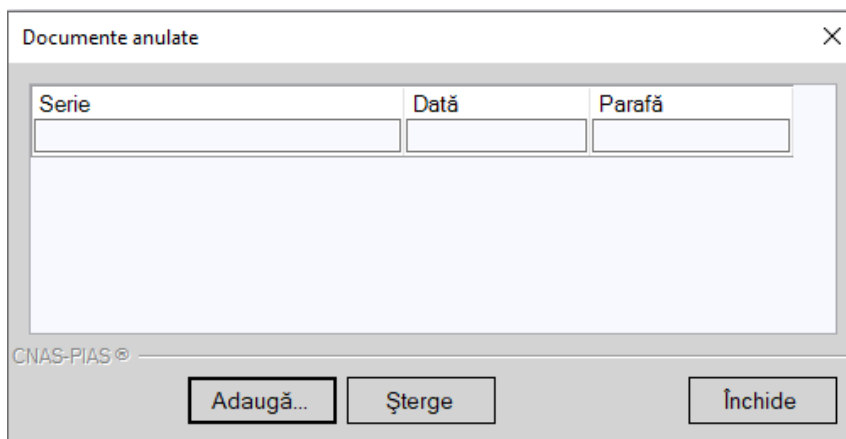 Documente anulate
Serie Dată Parafă
CNAS-PIAS ®
Adaugă... Şterge Închide